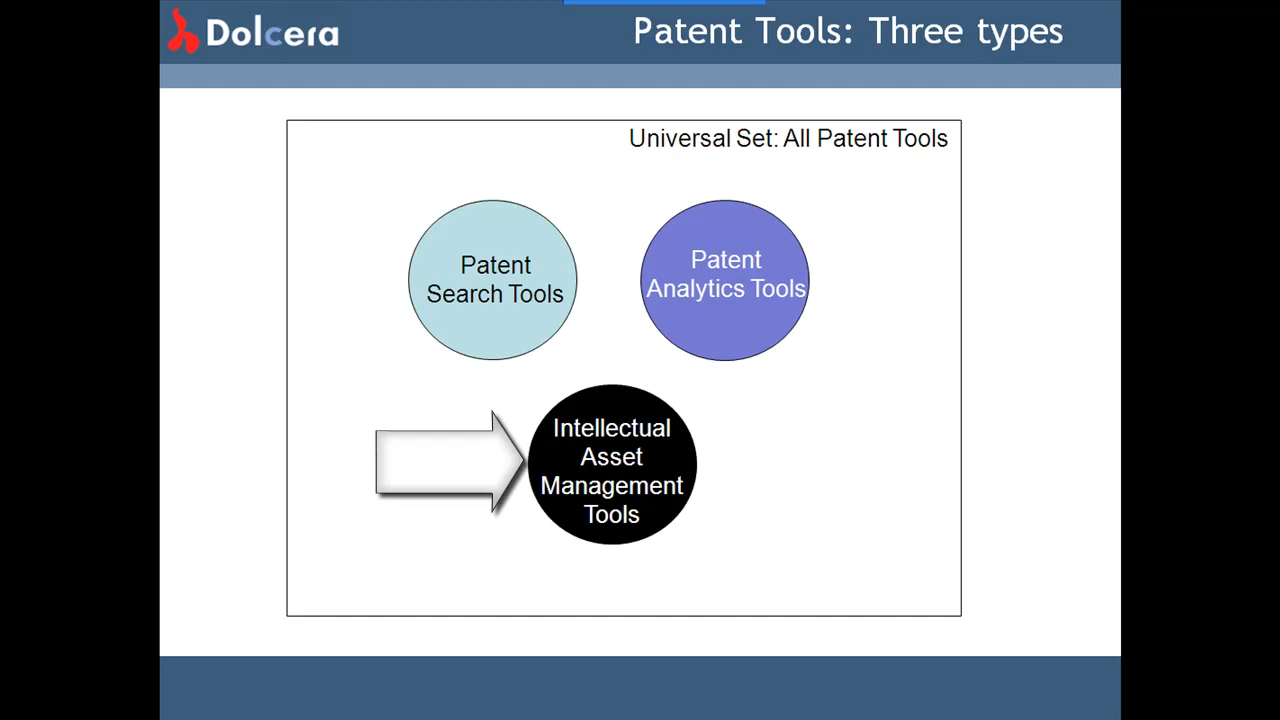 Dolcera
Patent Tools: Three types
Universal Set: All Patent Tools
Patent
Search Tools
Patent
Analytics Tools
Intellectual
Asset
Management
Tools